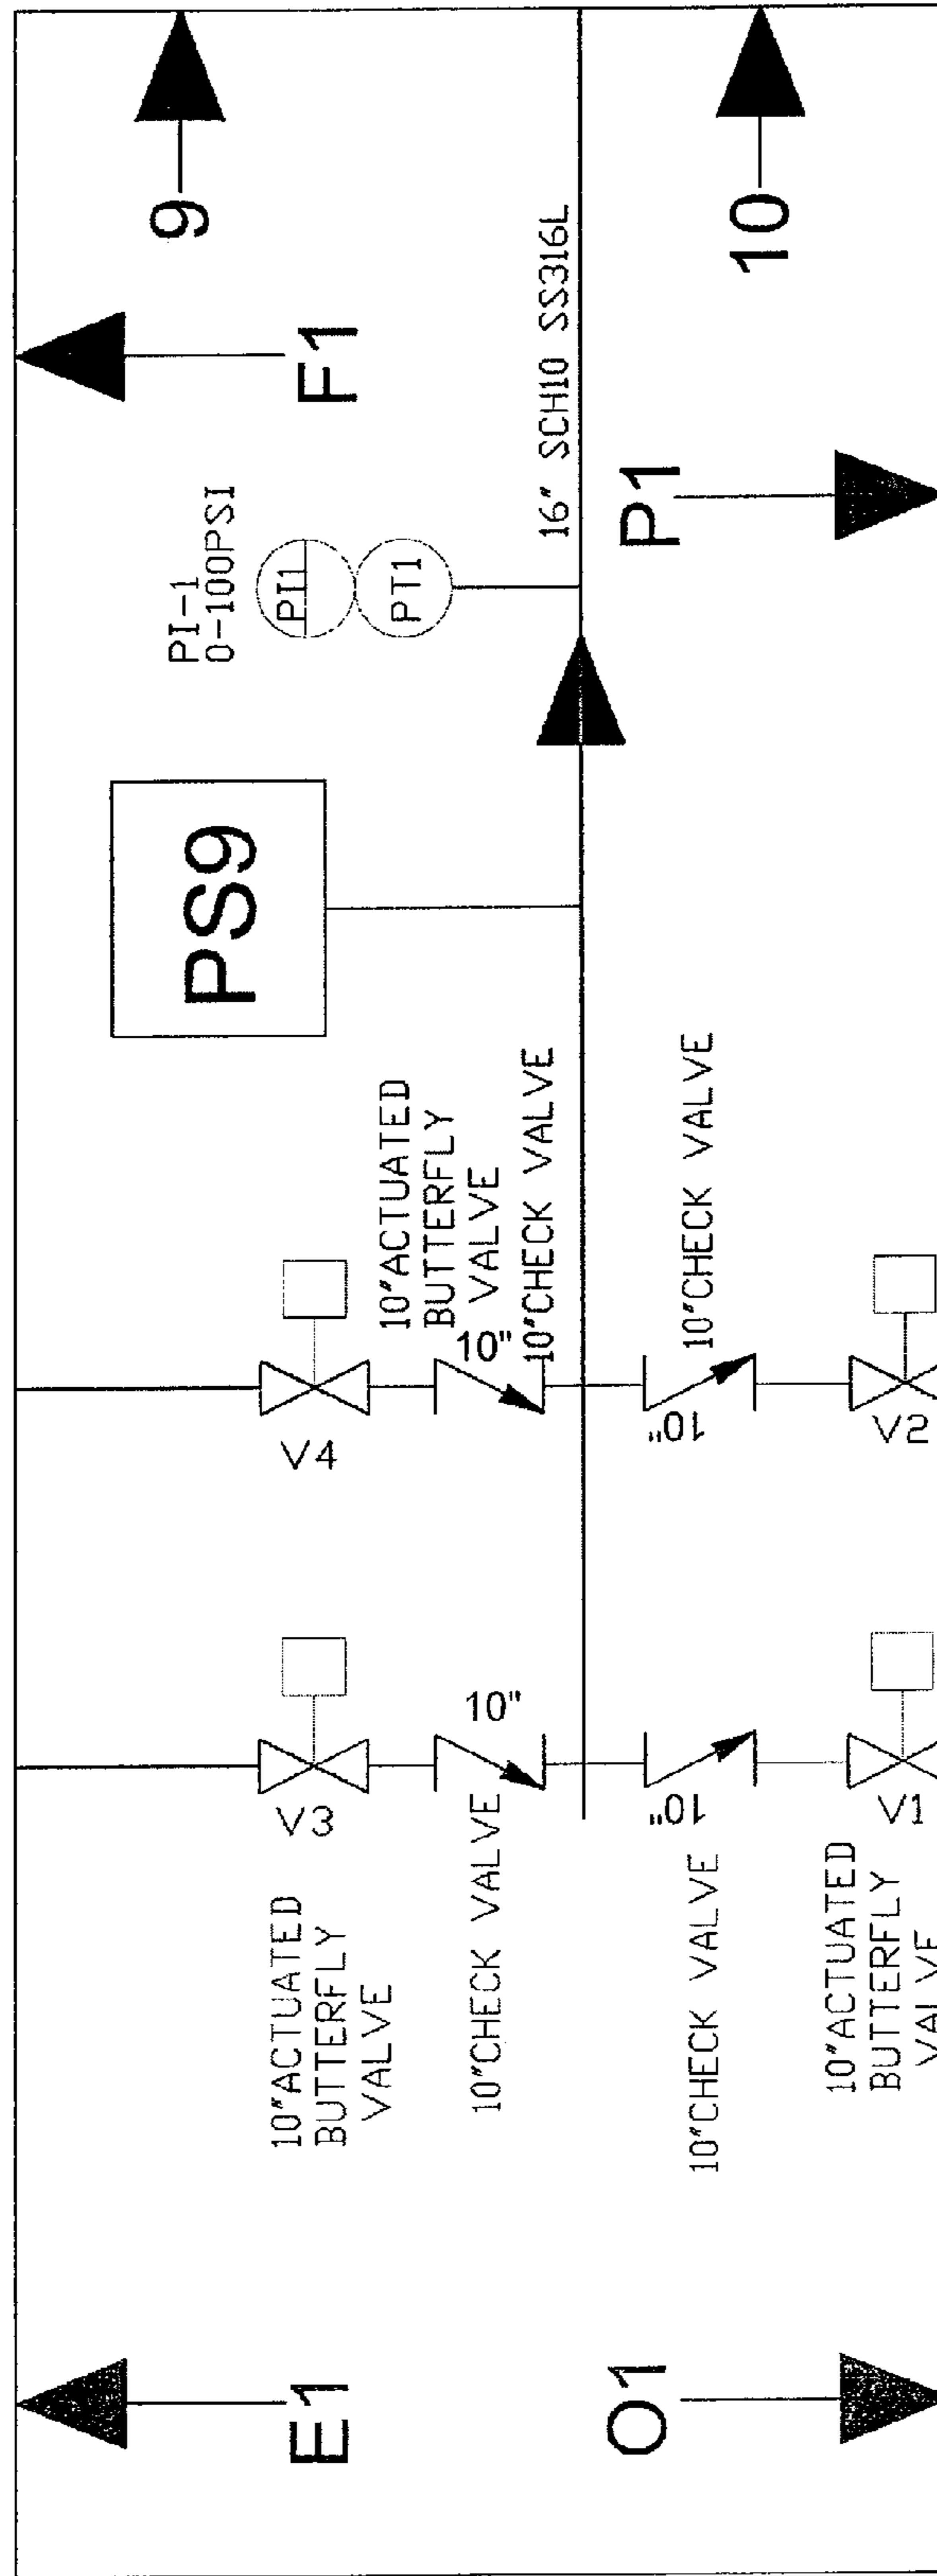 9
F1
PI-1
0-100PSI
PI1
PT1
16" SCH10 SS316L
P1
10
PS9
10"ACTUATED
BUTTERFLY
VALVE
10"CHECK VALVE
10"
V4
10"CHECK VALVE
10"
V2
10"
V3
10"ACTUATED
BUTTERFLY
VALVE
10"CHECK VALVE
10"
10"CHECK VALVE
V1
10"ACTUATED
BUTTERFLY
VALVE
E1
O1